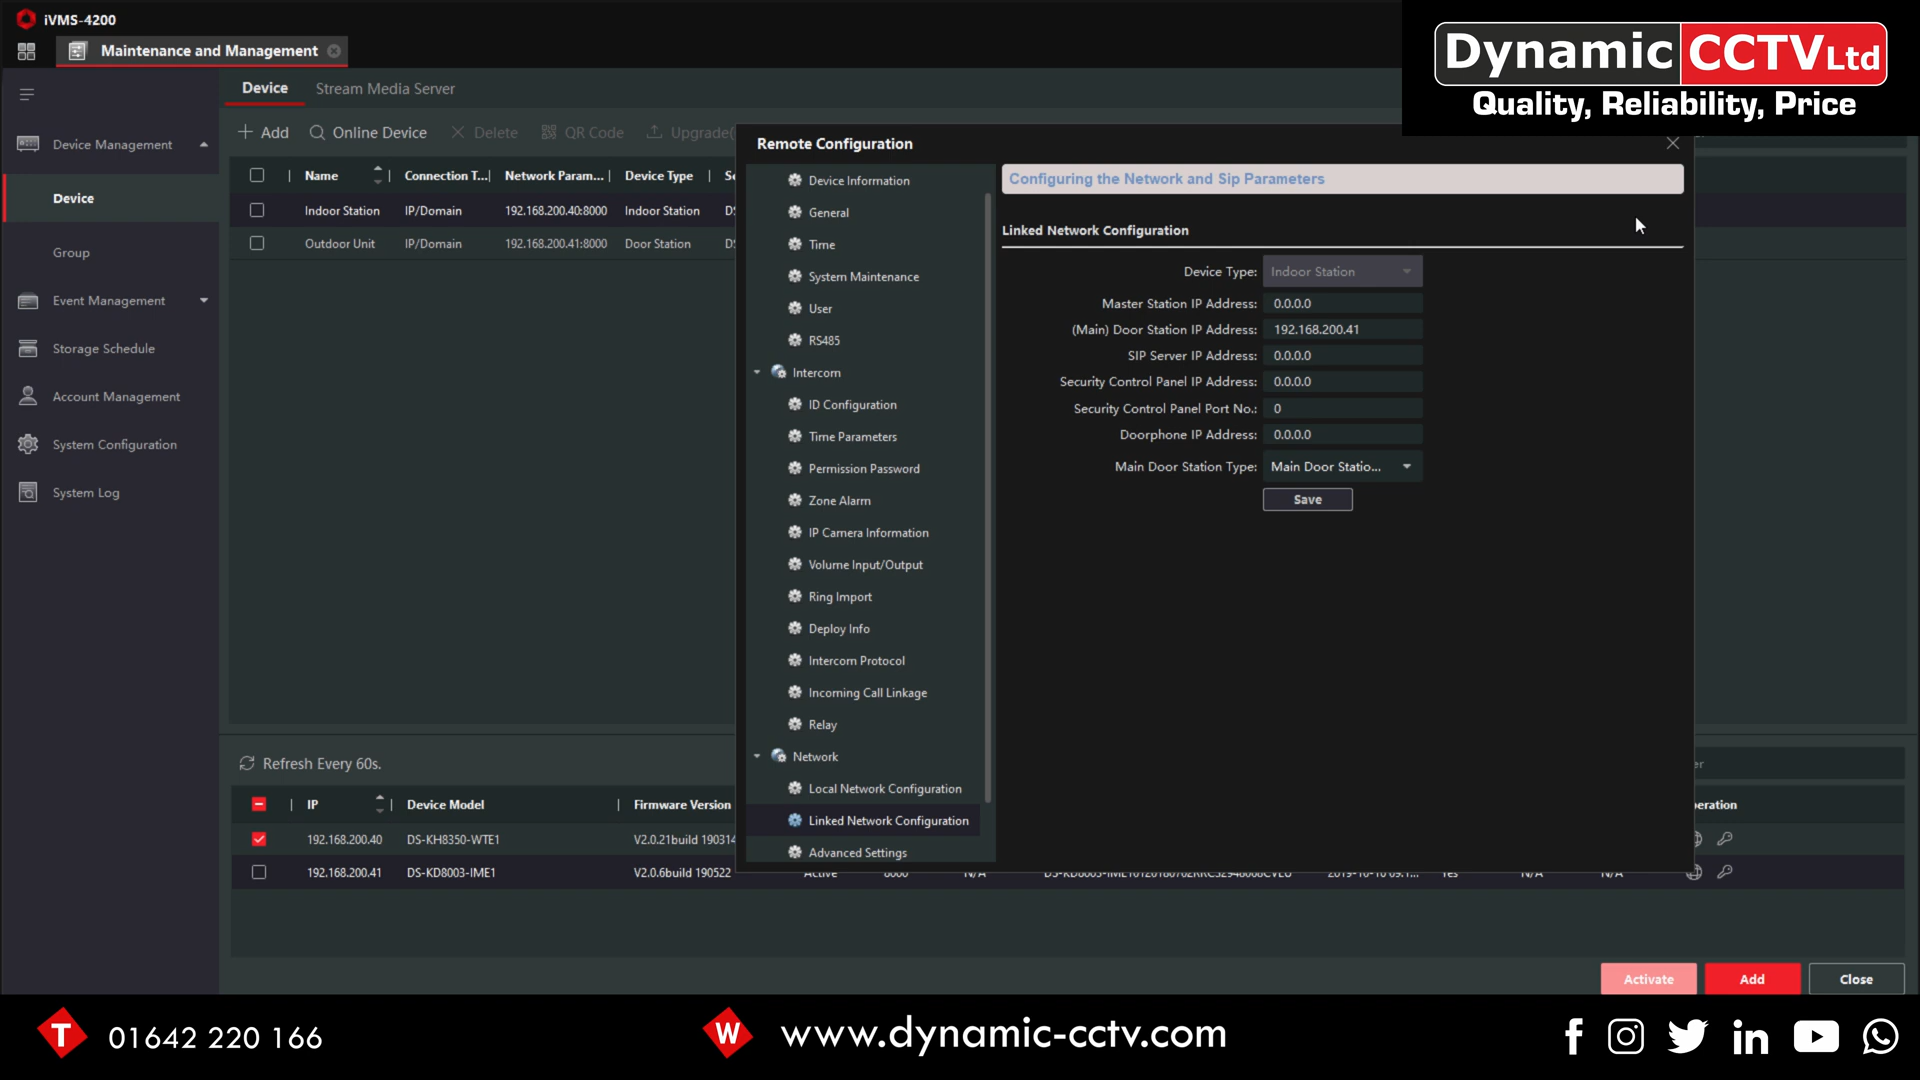 iVMS-4200
Maintenance and Management
Dynamic CCTV Ltd
Quality, Reliability, Price
Device
Stream Media Server
Add
Online Device
Delete
QR Code
Upgrade(
Device Management
Device
Group
Event Management
Storage Schedule
Account Management
System Configuration
System Log
Name
Connection T...
Network Param...
Device Type
Indoor Station
IP/Domain
192.168.200.40:8000
Indoor Station
Outdoor Unit
IP/Domain
192.168.200.41:8000
Door Station
Remote Configuration
Device Information
General
Time
System Maintenance
User
RS485
Intercom
ID Configuration
Time Parameters
Permission Password
Zone Alarm
IP Camera Information
Volume Input/Output
Ring Import
Deploy Info
Intercom Protocol
Incoming Call Linkage
Relay
Network
Local Network Configuration
Linked Network Configuration
Advanced Settings
Configuring the Network and Sip Parameters
Linked Network Configuration
Device Type: Indoor Station
Master Station IP Address: 0.0.0.0
(Main) Door Station IP Address: 192.168.200.41
SIP Server IP Address: 0.0.0.0
Security Control Panel IP Address: 0.0.0.0
Security Control Panel Port No.: 0
Doorphone IP Address: 0.0.0.0
Main Door Station Type: Main Door Statio...
Save
Refresh Every 60s.
IP
Device Model
Firmware Version
192.168.200.40
DS-KH8350-WTE1
V2.0.21build 190314
192.168.200.41
DS-KD8003-IME1
V2.0.6build 190522
Active
8000
N/A
Yes
N/A
N/A
Activate
Add
Close
T 01642 220 166
W www.dynamic-cctv.com